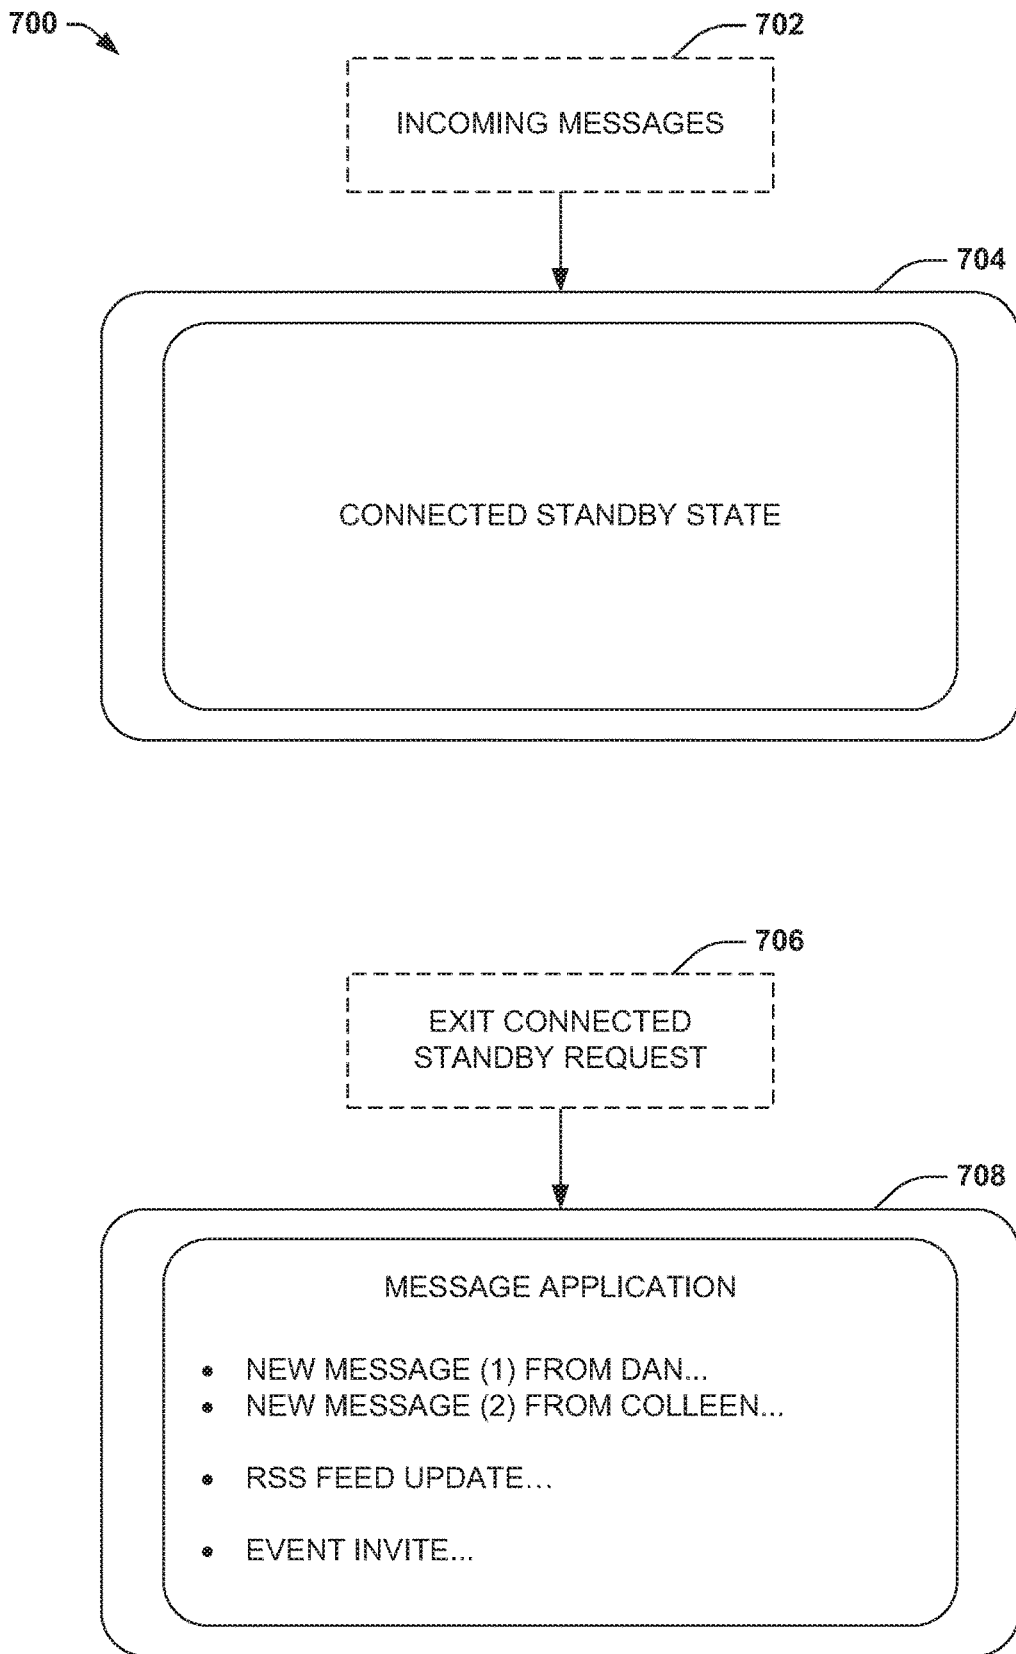 700
702
INCOMING MESSAGES
704
CONNECTED STANDBY STATE
706
EXIT CONNECTED
STANDBY REQUEST
708
MESSAGE APPLICATION
• NEW MESSAGE (1) FROM DAN...
• NEW MESSAGE (2) FROM COLLEEN...
• RSS FEED UPDATE...
• EVENT INVITE...